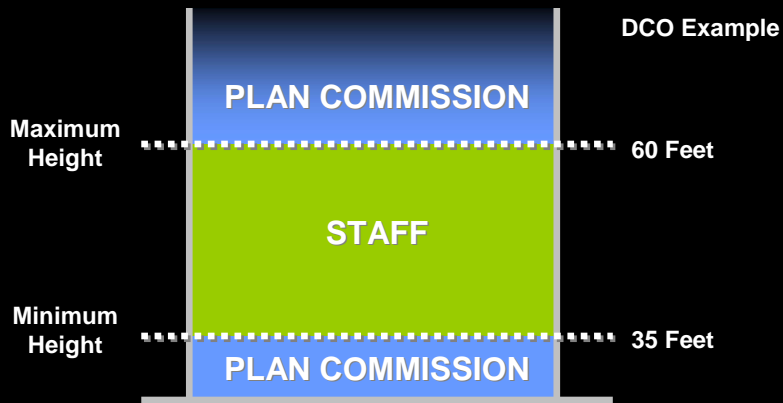 DCO Example
PLAN COMMISSION
Maximum
Height
60 Feet
STAFF
Minimum
Height
35 Feet
PLAN COMMISSION